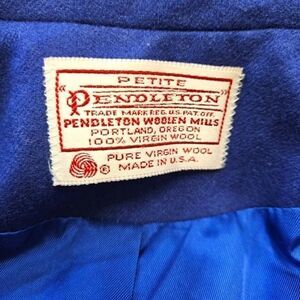 PETITE
"PENDLETON"
TRADE MARK REG. U.S. PAT. OFF.
PENDLETON WOOLEN MILLS
PORTLAND, OREGON
100% VIRGIN WOOL
® PURE VIRGIN WOOL
MADE IN U.S.A.